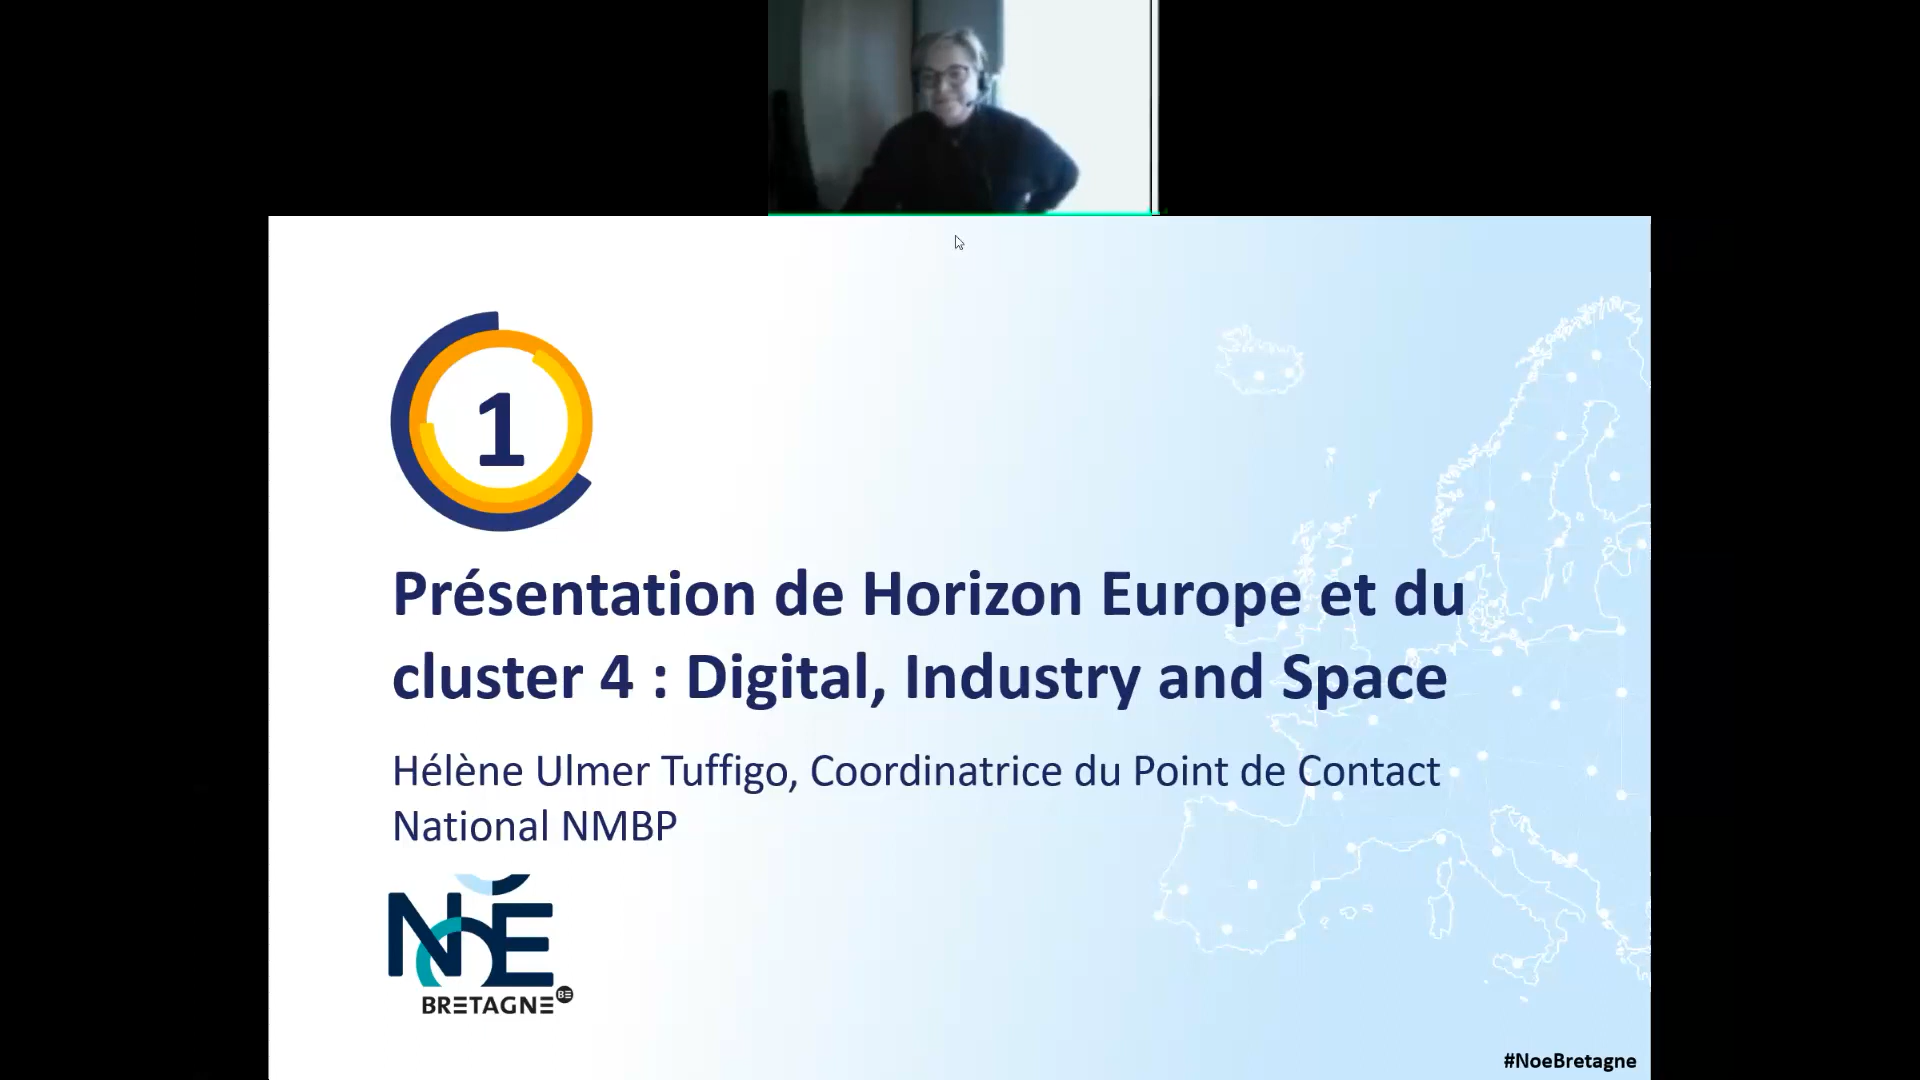 1
Présentation de Horizon Europe et du
cluster 4 : Digital, Industry and Space
Hélène Ulmer Tuffigo, Coordinatrice du Point de Contact
National NMBP
NOÉ
BRETAGNE BE
#NoeBretagne